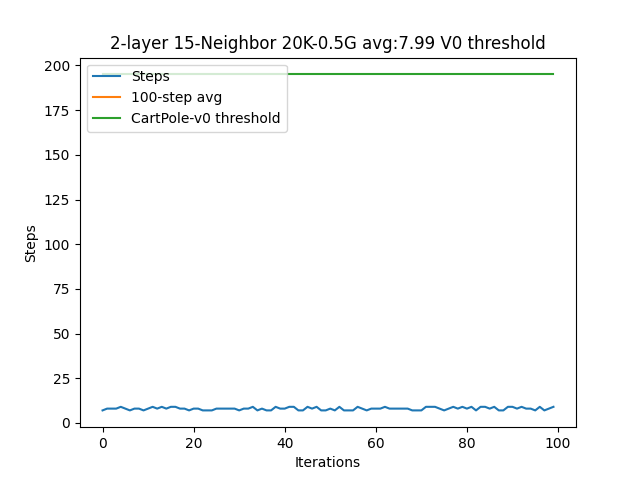 2-layer 15-Neighbor 20K-0.5G avg:7.99 V0 threshold
200
175
150
125
100
75
50
25
0
Steps
Steps
100-step avg
CartPole-v0 threshold
0 20 40 60 80 100
Iterations